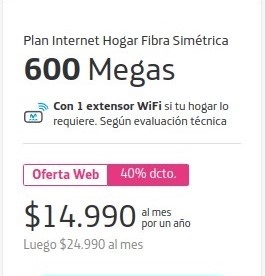 Plan Internet Hogar Fibra Simétrica
600 Megas
Con 1 extensor WiFi si tu hogar lo
requiere. Según evaluación técnica
Oferta Web 40% dcto.
$14.990 al mes
por un año
Luego $24.990 al mes